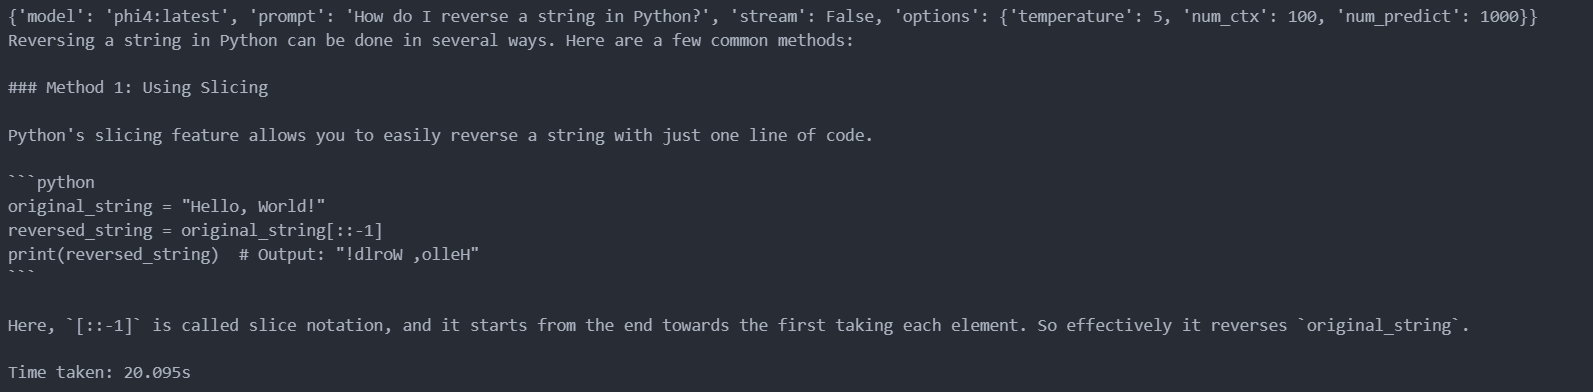 {'model': 'phi4:latest', 'prompt': 'How do I reverse a string in Python?', 'stream': False, 'options': {'temperature': 5, 'num_ctx': 100, 'num_predict': 1000}}
Reversing a string in Python can be done in several ways. Here are a few common methods:
### Method 1: Using Slicing
Python's slicing feature allows you to easily reverse a string with just one line of code.
```python
original_string = "Hello, World!"
reversed_string = original_string[::-1]
print(reversed_string)  # Output: "!dlroW ,olleH"
```
Here, `[::-1]` is called slice notation, and it starts from the end towards the first taking each element. So effectively it reverses `original_string`.
Time taken: 20.095s